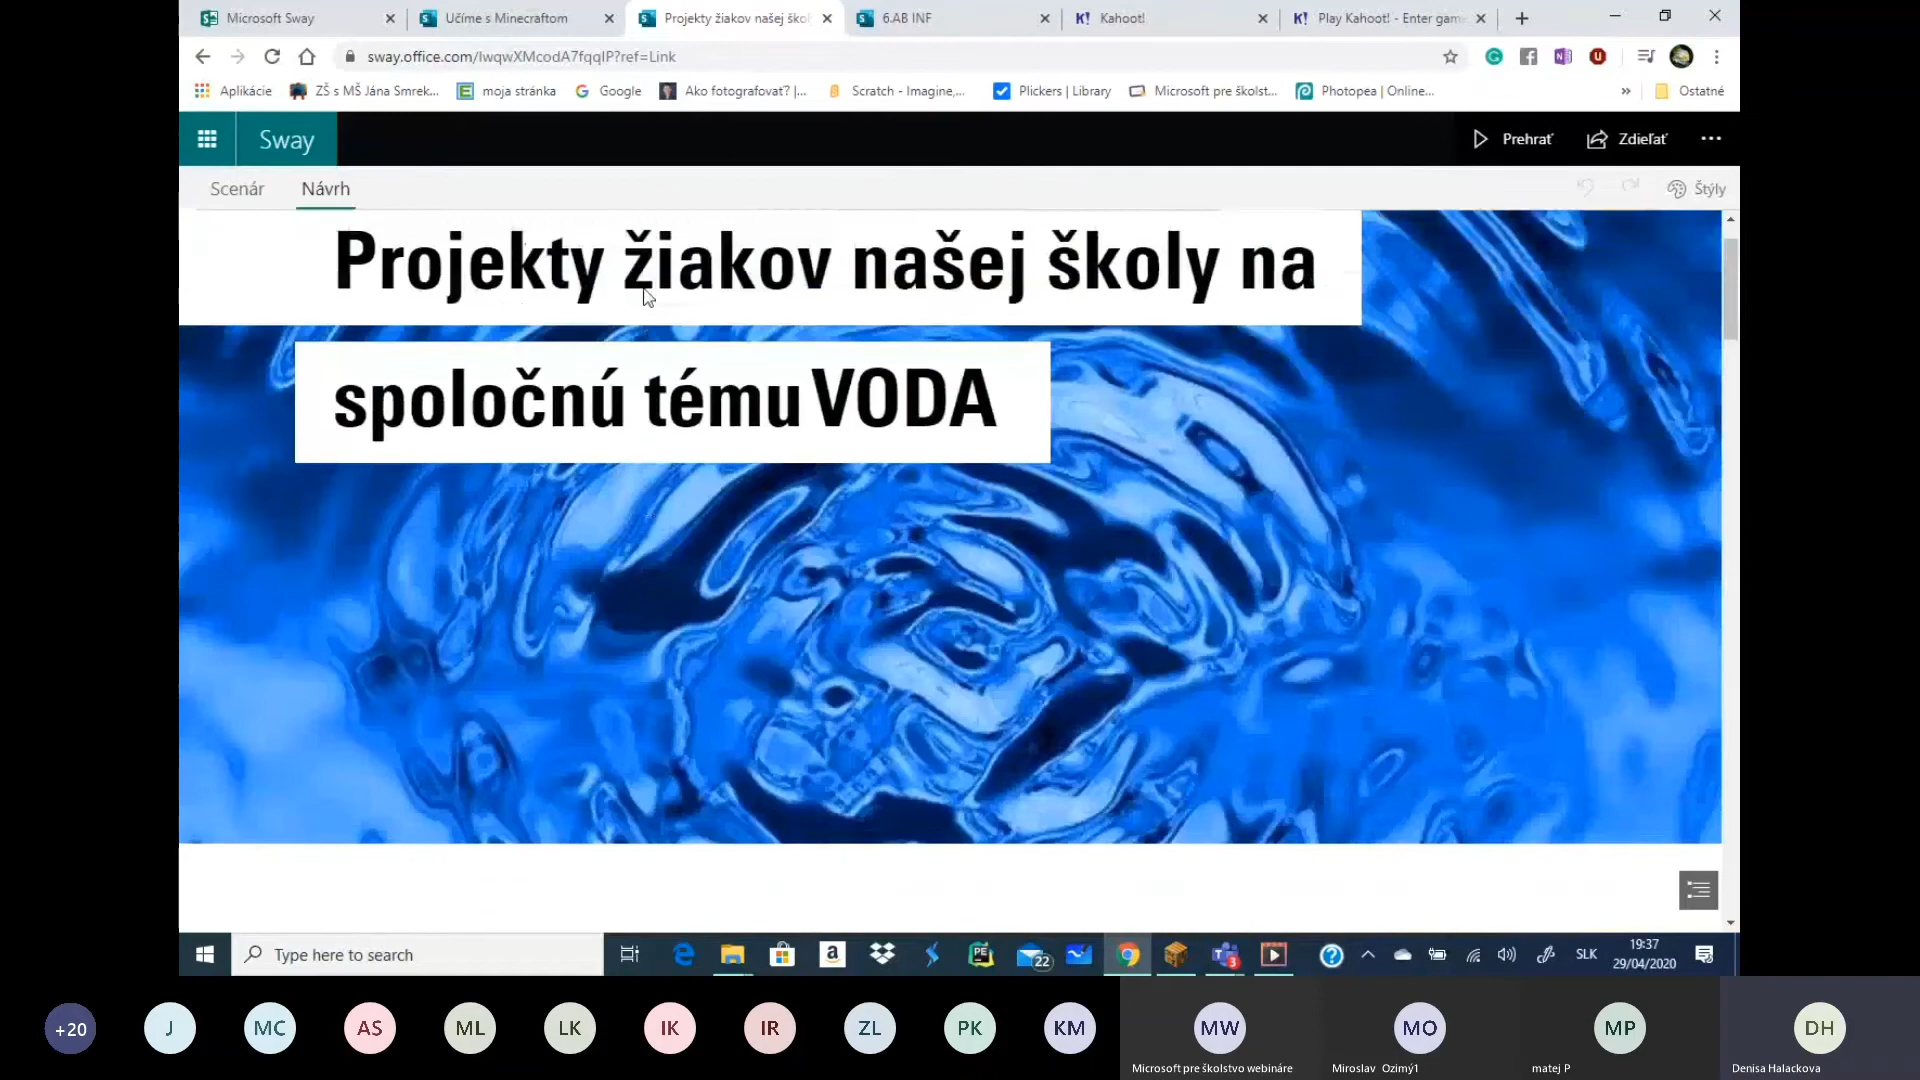 Microsoft Sway
Učíme s Minecraftom
Projekty žiakov našej ško
6.AB INF
Kahoot!
Play Kahoot! - Enter gam
sway.office.com/lwqwXMcodA7fqqIP?ref=Link
Aplikácie
ZŠ s MŠ Jána Smrek...
moja stránka
Google
Ako fotografovať? |...
Scratch - Imagine,...
Plickers | Library
Microsoft pre školst...
Photopea | Online...
Ostatné
Sway
Prehrať
Zdieľať
Scenár
Návrh
Štýly
Projekty žiakov našej školy na
spoločnú tému VODA
Type here to search
22
3
SLK
19:37
29/04/2020
+20
J
MC
AS
ML
LK
IK
IR
ZL
PK
KM
MW
MO
MP
DH
Microsoft pre školstvo webináre
Miroslav Ozimý1
matej P
Denisa Halackova